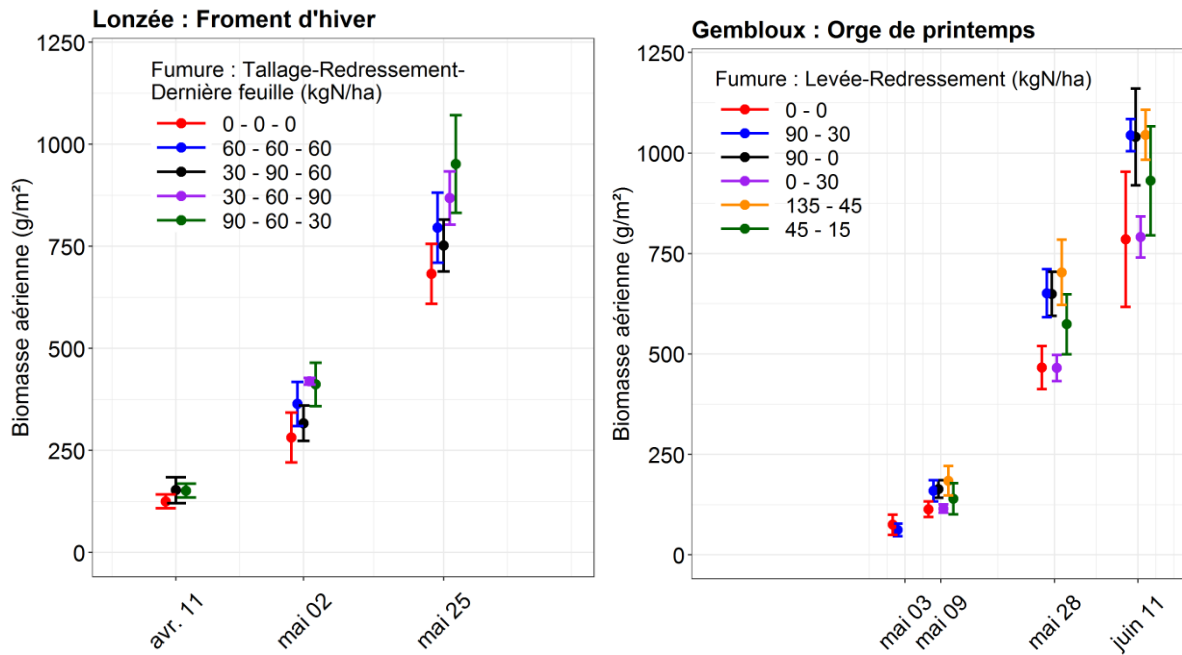 Lonzée : Froment d'hiver
Biomasse aérienne (g/m²)
1250
1000
750
500
250
0
Fumure : Tallage-Redressement-
Dernière feuille (kgN/ha)
0 - 0 - 0
60 - 60 - 60
30 - 90 - 60
30 - 60 - 90
90 - 60 - 30
avr. 11
mai 02
mai 25
Gembloux : Orge de printemps
Biomasse aérienne (g/m²)
1250
1000
750
500
250
0
Fumure : Levée-Redressement (kgN/ha)
0 - 0
90 - 30
90 - 0
0 - 30
135 - 45
45 - 15
mai 03
mai 09
mai 28
juin 11